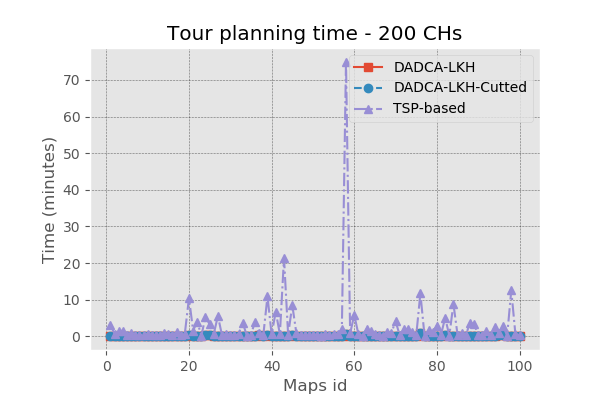 Tour planning time - 200 CHs
DADCA-LKH
DADCA-LKH-Cutted
TSP-based
Time (minutes)
70
60
50
40
30
20
10
0
0 20 40 60 80 100
Maps id